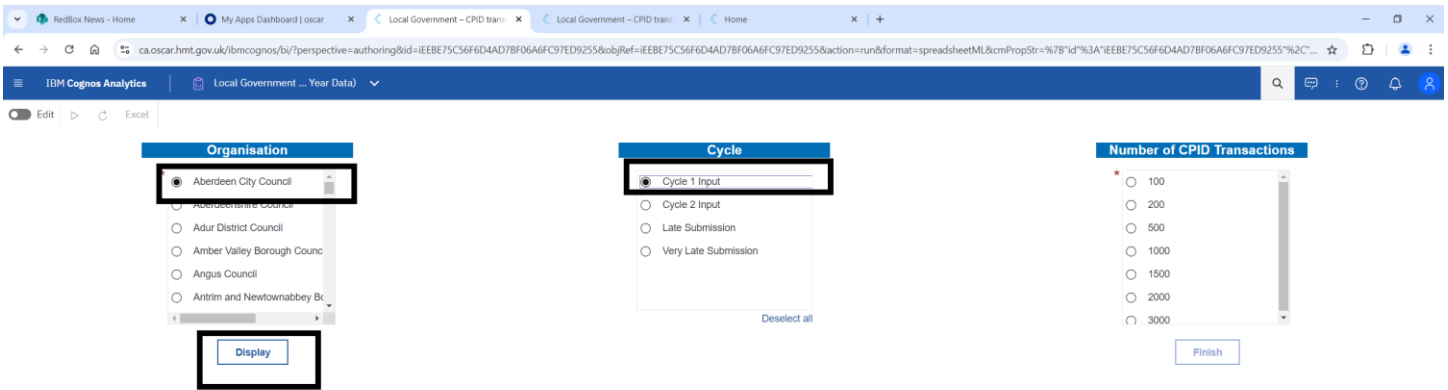 RedBox News - Home
My Apps Dashboard | oscar
Local Government – CPID trans
Local Government – CPID trans
Home
ca.oscar.hmt.gov.uk/ibmcognos/bi/?perspective=authoring&id=iEEBE75C56F6D4AD7BF06A6FC97ED9255&objRef=iEEBE75C56F6D4AD7BF06A6FC97ED9255&action=run&format=spreadsheetML&cmPropStr=%7B"id"%3A"iEEBE75C56F6D4AD7BF06A6FC97ED9255"%2C"...
IBM Cognos Analytics
Local Government ... Year Data)
Edit
Excel
Organisation
Aberdeen City Council
Aberdeenshire Council
Adur District Council
Amber Valley Borough Counc
Angus Council
Antrim and Newtownabbey Bo
Display
Cycle
Cycle 1 Input
Cycle 2 Input
Late Submission
Very Late Submission
Deselect all
Number of CPID Transactions
*
100
200
500
1000
1500
2000
3000
Finish